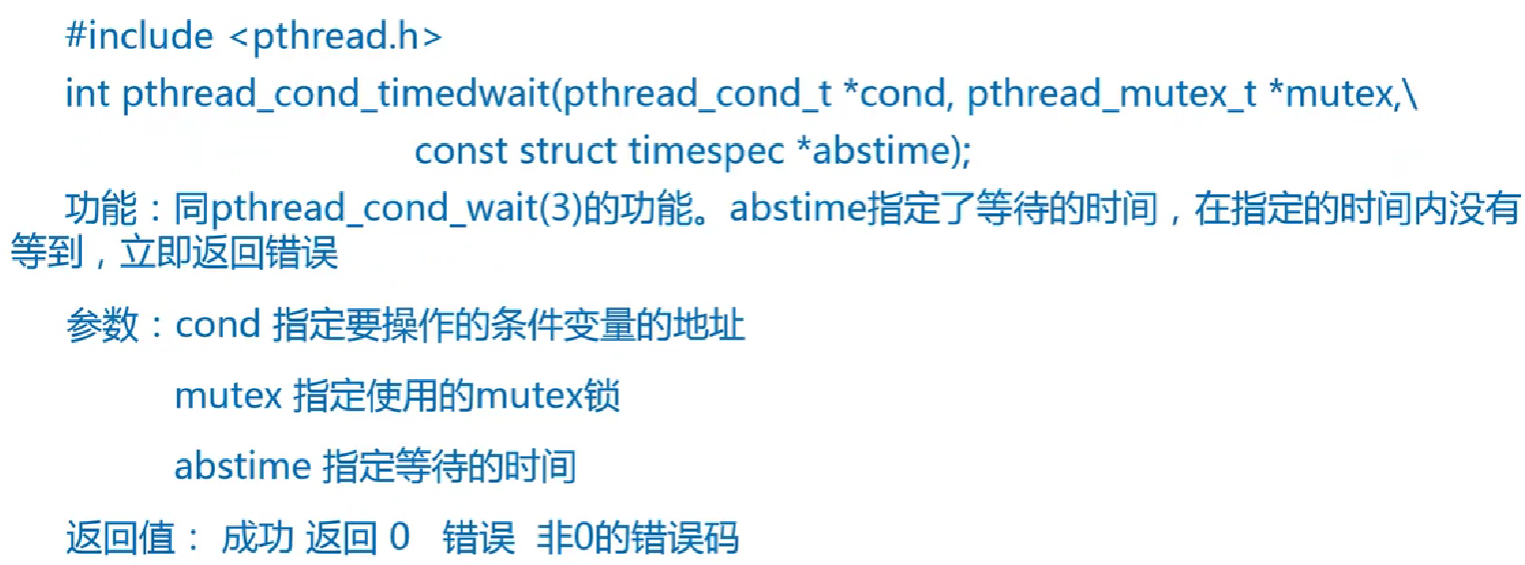 #include <pthread.h>
int pthread_cond_timedwait(pthread_cond_t *cond, pthread_mutex_t *mutex,\
const struct timespec *abstime);
功能：同pthread_cond_wait(3)的功能。abstime指定了等待的时间，在指定的时间内没有
等到，立即返回错误
参数：cond 指定要操作的条件变量的地址
mutex 指定使用的mutex锁
abstime 指定等待的时间
返回值： 成功 返回 0 错误 非0的错误码